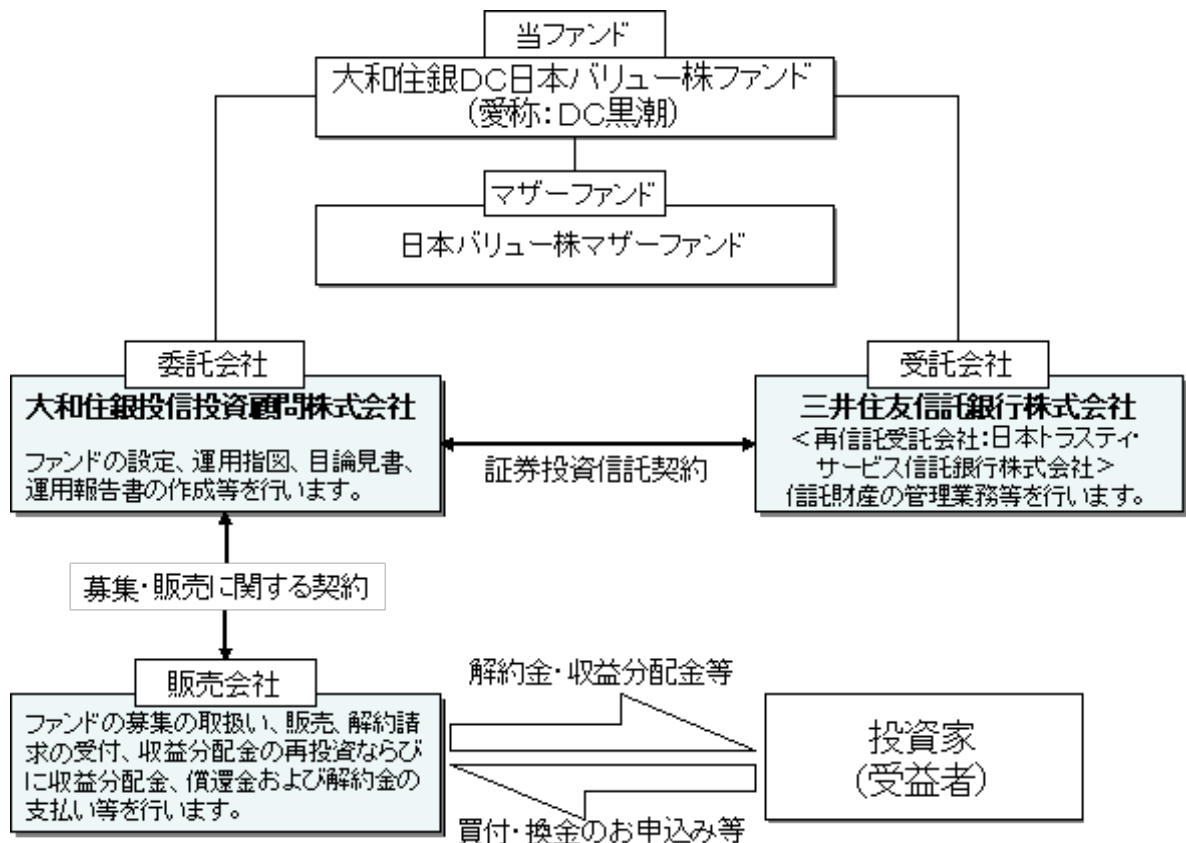 当ファンド
大和住銀DC日本バリュー株ファンド
(愛称:DC黒潮)
マザーファンド
日本バリュー株マザーファンド
委託会社
大和住銀投信投資顧問株式会社
ファンドの設定、運用指図、目論見書、
運用報告書の作成等を行います。
証券投資信託契約
受託会社
三井住友信託銀行株式会社
<再信託受託会社:日本トラスティ・
サービス信託銀行株式会社>
信託財産の管理業務等を行います。
募集・販売に関する契約
販売会社
ファンドの募集の取扱い、販売、解約請
求の受付、収益分配金の再投資ならび
に収益分配金、償還金および解約金の
支払い等を行います。
解約金・収益分配金等
買付・換金のお申込み等
投資家
(受益者)